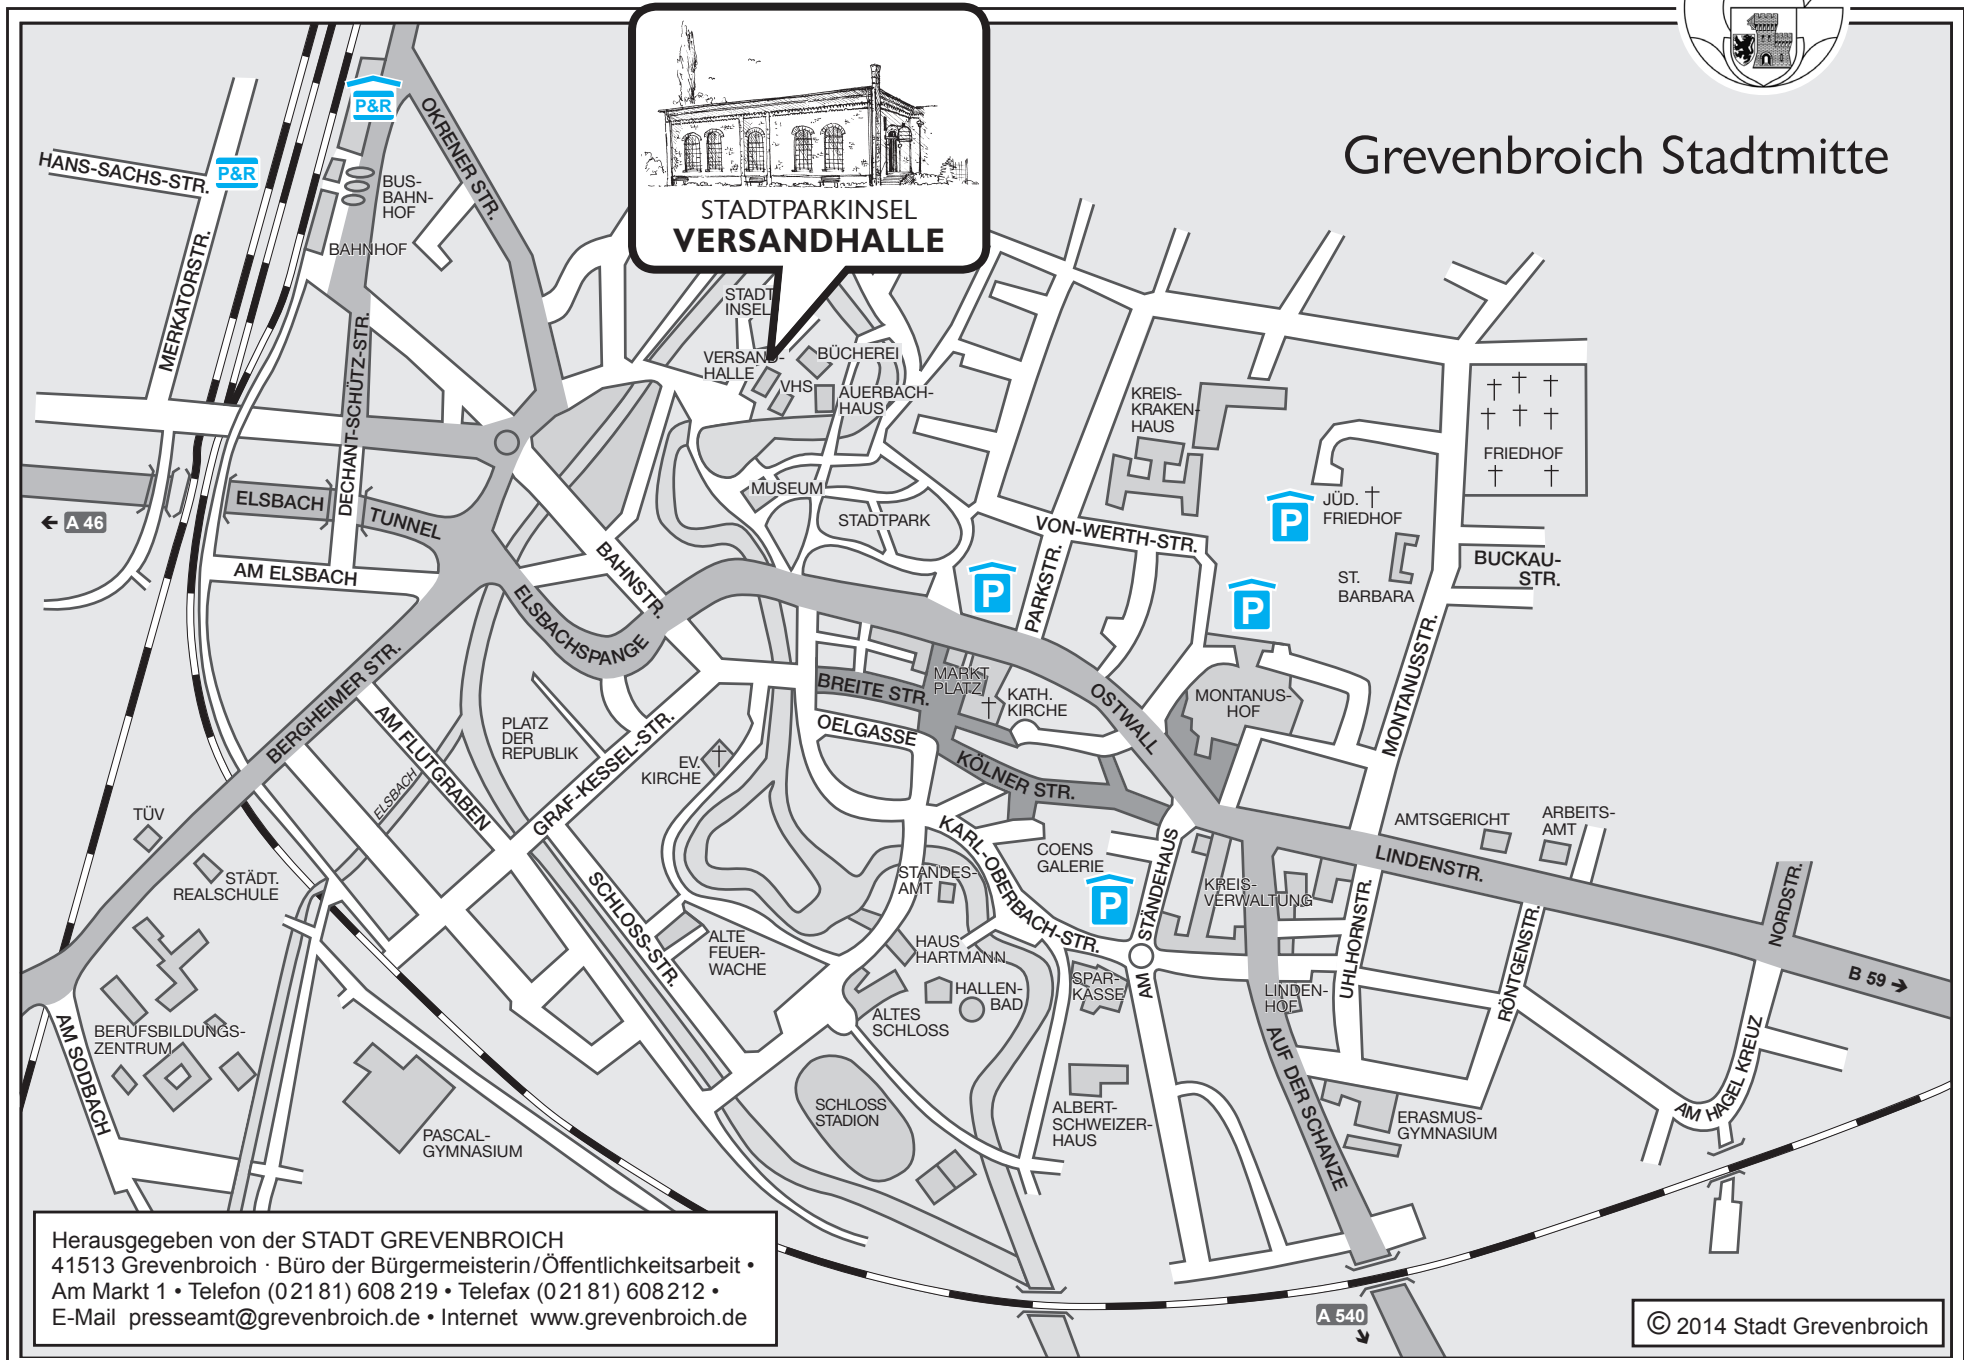 Grevenbroich Stadtmitte
STADTPARKINSEL
VERSANDHALLE
P&R
P&R
HANS-SACHS-STR.
MERKATORSTR.
OKRENER STR.
BUS-
BAHN-
HOF
BAHNHOF
DECHANT-SCHÜTZ-STR.
STADT
INSEL
VERSAND-
HALLE
BÜCHEREI
VHS
AUERBACH-
HAUS
MUSEUM
STADTPARK
KREIS-
KRAKEN-
HAUS
FRIEDHOF
JÜD.
FRIEDHOF
ST.
BARBARA
BUCKAU-
STR.
VON-WERTH-STR.
PARKSTR.
P
P
P
A 46
ELSBACH
TUNNEL
AM ELSBACH
BAHNSTR.
ELSBACHSPANGE
BERGHEIMER STR.
AM FLUTGRABEN
ELSBACH
PLATZ
DER
REPUBLIK
GRAF-KESSEL-STR.
EV.
KIRCHE
BREITE STR.
MARKT
PLATZ
KATH.
KIRCHE
OELGASSE
KÖLNER STR.
OSTWALL
MONTANUS-
HOF
MONTANUSSTR.
TÜV
STÄDT.
REALSCHULE
SCHLOSS-STR.
ALTE
FEUER-
WACHE
STANDES-
AMT
KARL-OBERBACH-STR.
COENS
GALERIE
P
AM STÄNDEHAUS
KREIS-
VERWALTUNG
AMTSGERICHT
ARBEITS-
AMT
LINDENSTR.
UHLHORNSTR.
RÖNTGENSTR.
NORDSTR.
B 59
HAUS
HARTMANN
HALLEN-
BAD
ALTES
SCHLOSS
SPAR-
KASSE
LINDEN-
HOF
AUF DER SCHANZE
AM HAGEL KREUZ
BERUFSBILDUNGS-
ZENTRUM
AM SODBACH
PASCAL-
GYMNASIUM
SCHLOSS
STADION
ALBERT-
SCHWEIZER-
HAUS
ERASMUS-
GYMNASIUM
A 540
Herausgegeben von der STADT GREVENBROICH
41513 Grevenbroich · Büro der Bürgermeisterin/Öffentlichkeitsarbeit •
Am Markt 1 • Telefon (0 21 81) 608 219 • Telefax (0 21 81) 608 212 •
E-Mail presseamt@grevenbroich.de • Internet www.grevenbroich.de
© 2014 Stadt Grevenbroich